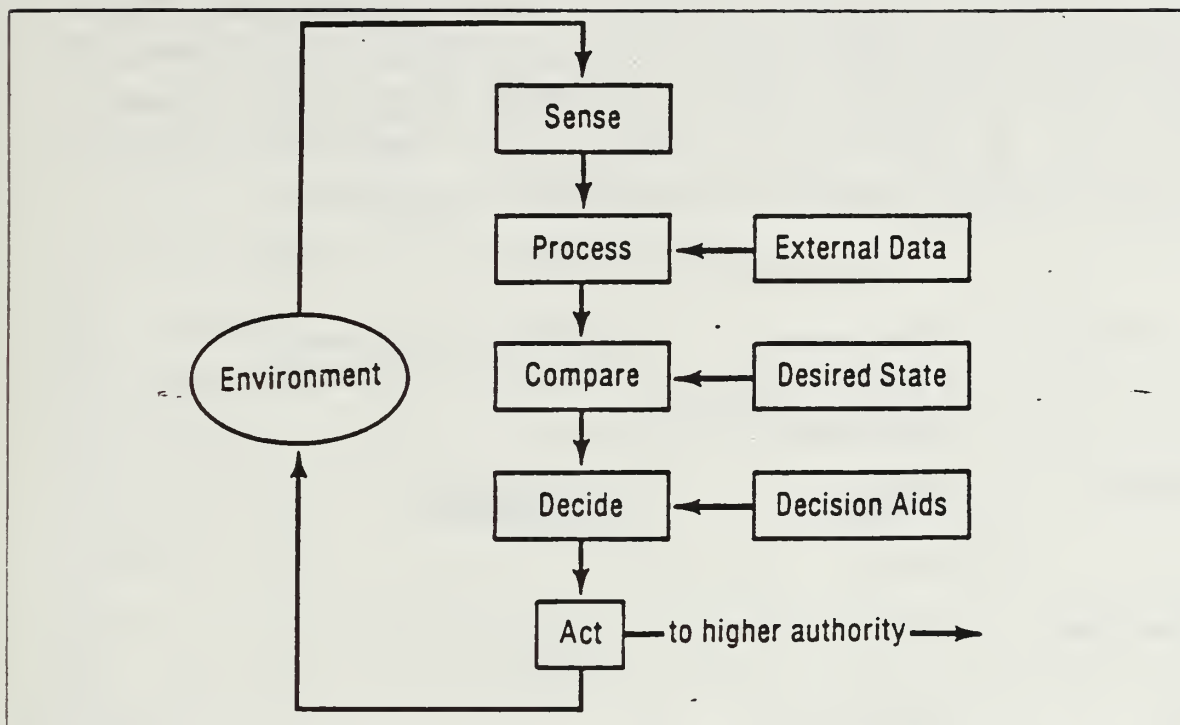 Sense
Process
External Data
Environment
Compare
Desired State
Decide
Decision Aids
Act
to higher authority